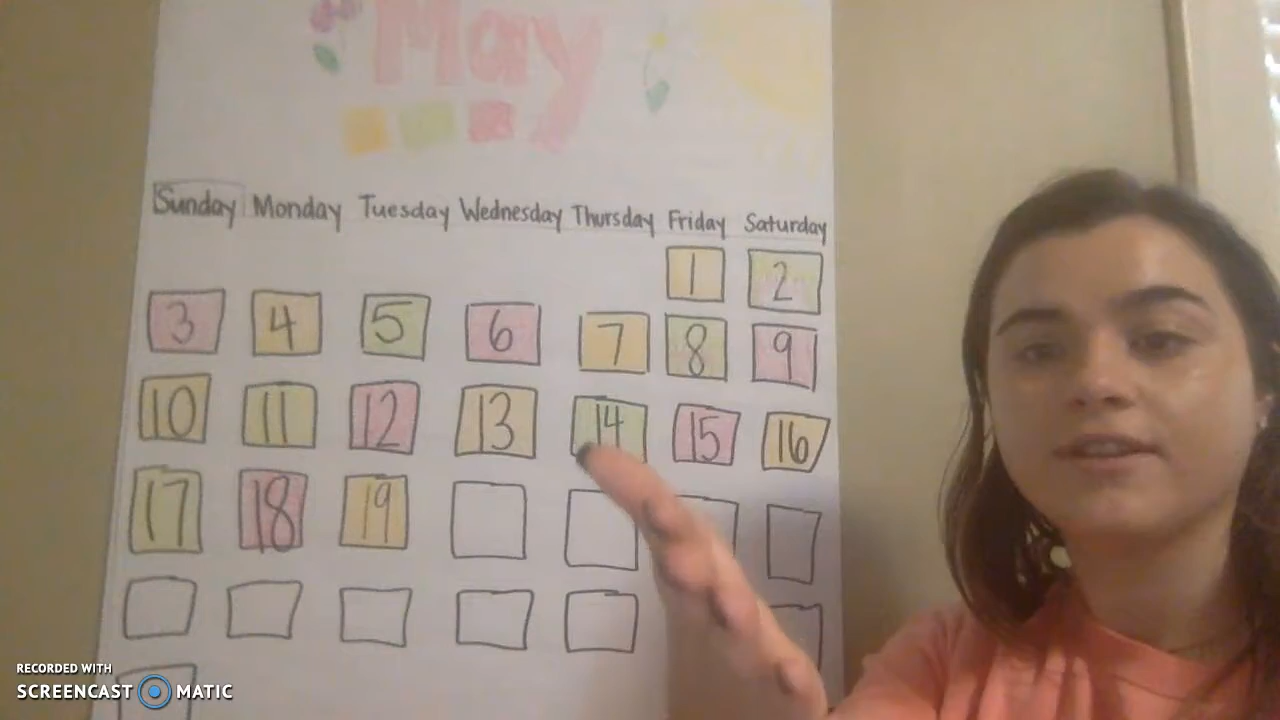 May
Sunday Monday Tuesday Wednesday Thursday Friday Saturday
1 2
3 4 5 6 7 8 9
10 11 12 13 14 15 16
17 18 19
RECORDED WITH
SCREENCAST MATIC